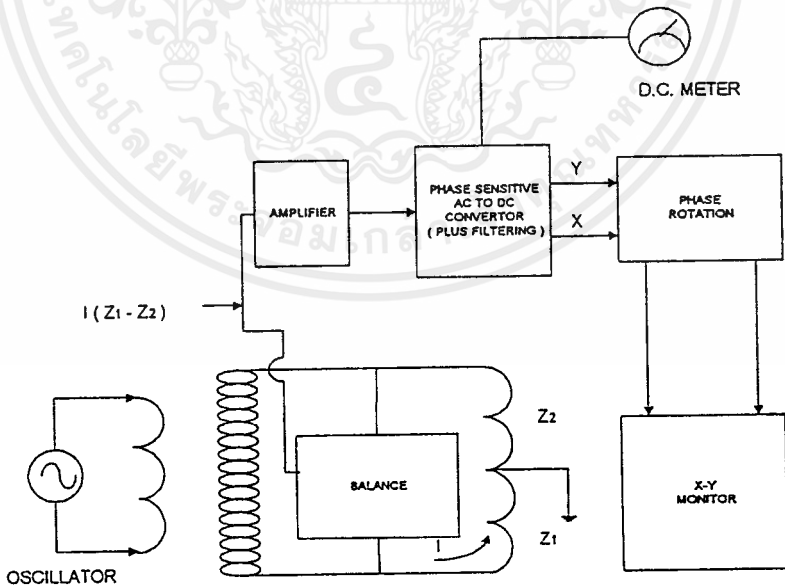 D.C. METER
AMPLIFIER
PHASE SENSITIVE
AC TO DC
CONVERTOR
( PLUS FILTERING )
Y
X
PHASE
ROTATION
I ( Z1 - Z2 )
Z2
BALANCE
I
Z1
X-Y
MONITOR
OSCILLATOR